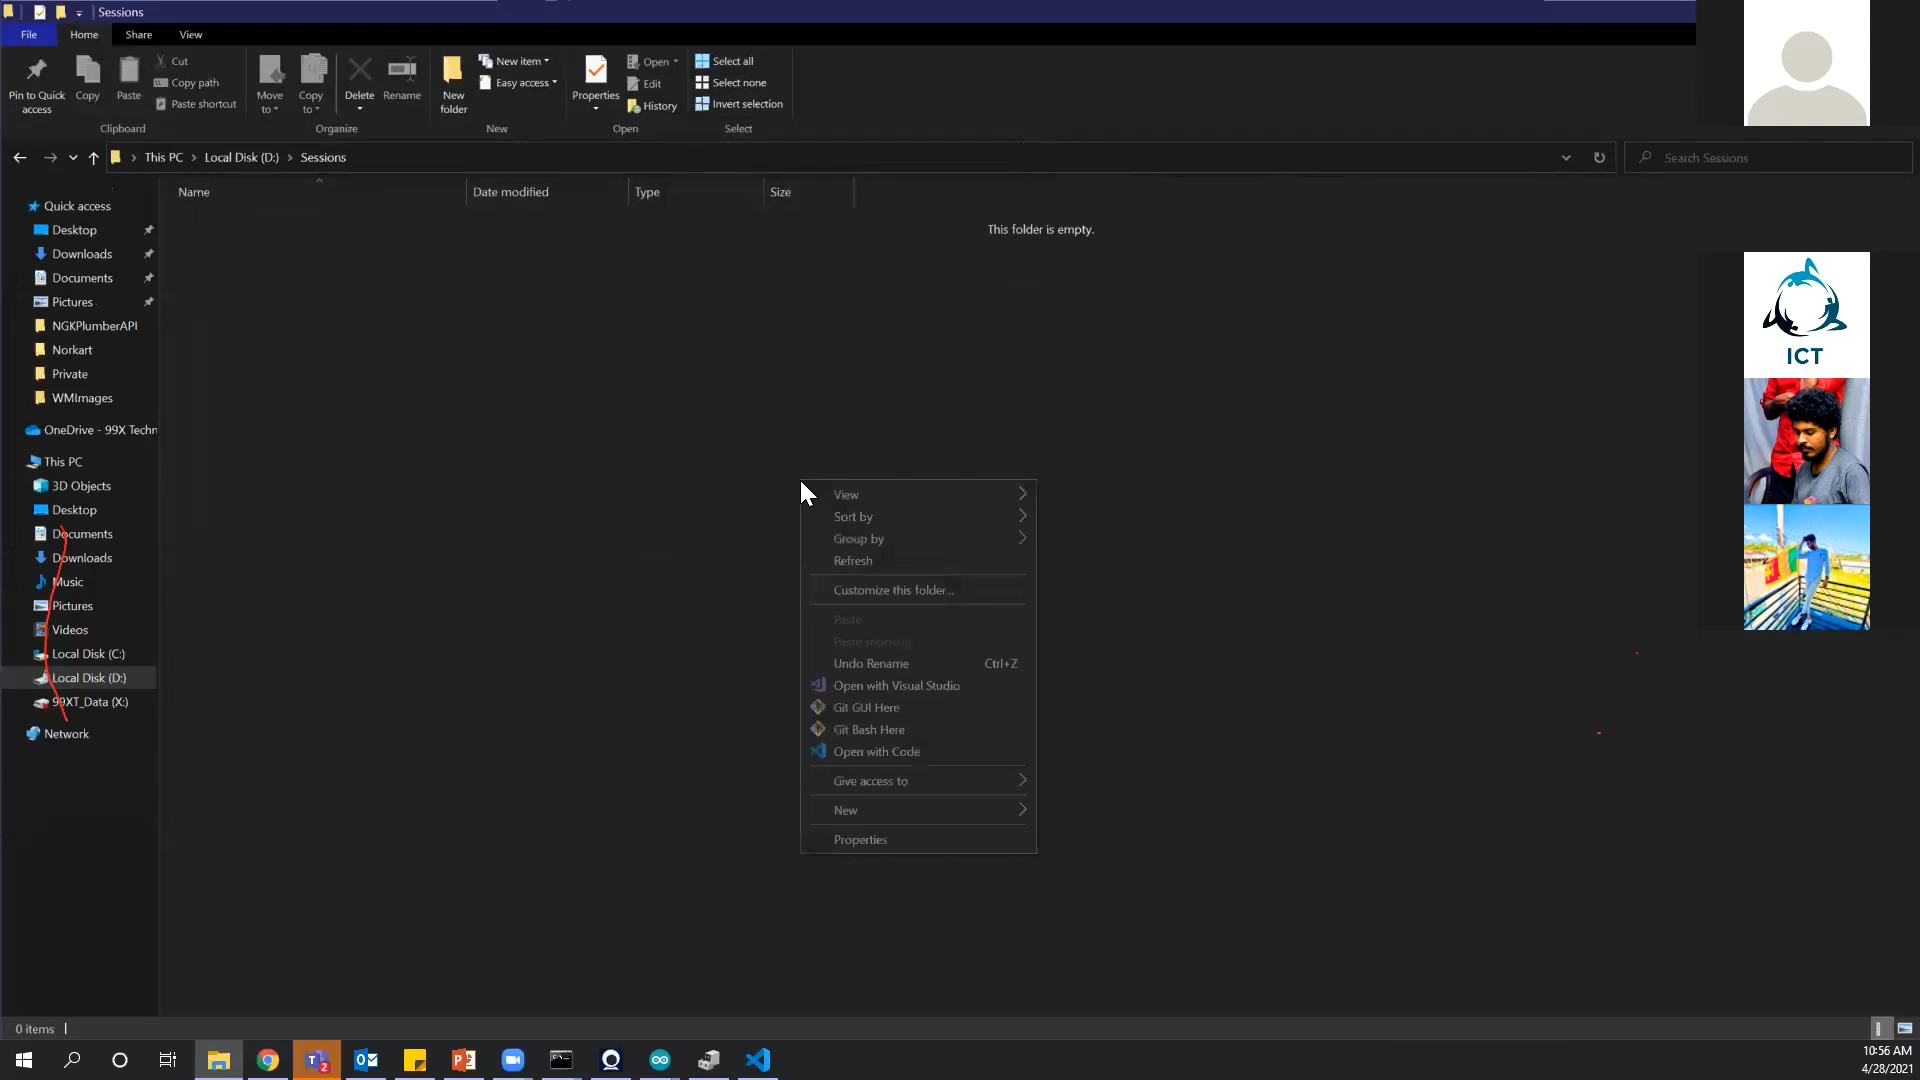 Sessions
File Home Share View
Pin to Quick access
Copy
Paste
Cut
Copy path
Paste shortcut
Clipboard
Move to
Copy to
Delete
Rename
Organize
New folder
New item
Easy access
New
Properties
Open
Edit
History
Open
Select all
Select none
Invert selection
Select
This PC > Local Disk (D:) > Sessions
Search Sessions
Name Date modified Type Size
This folder is empty.
Quick access
Desktop
Downloads
Documents
Pictures
NGKPlumberAPI
Norkart
Private
WMImages
OneDrive - 99X Techn
This PC
3D Objects
Desktop
Documents
Downloads
Music
Pictures
Videos
Local Disk (C:)
Local Disk (D:)
99XT_Data (X:)
Network
View
Sort by
Group by
Refresh
Customize this folder...
Paste
Paste shortcut
Undo Rename Ctrl+Z
Open with Visual Studio
Git GUI Here
Git Bash Here
Open with Code
Give access to
New
Properties
ICT
0 items
10:56 AM
4/28/2021